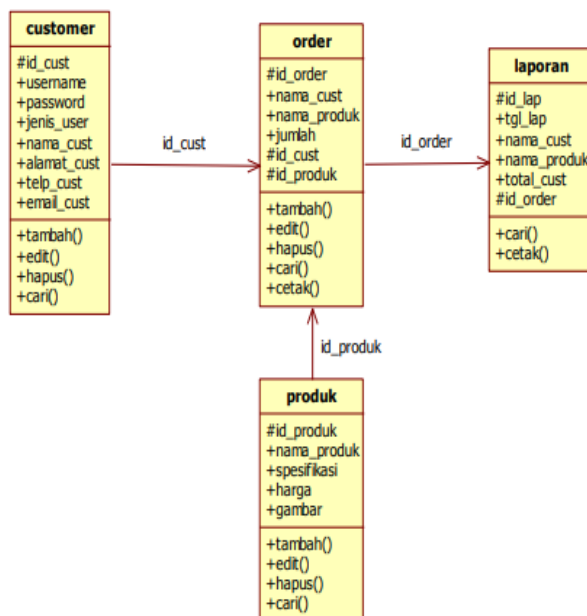 customer
#id_cust
+username
+password
+jenis_user
+nama_cust
+alamat_cust
+telp_cust
+email_cust
+tambah()
+edit()
+hapus()
+cari()
id_cust
order
#id_order
+nama_cust
+nama_produk
+jumlah
#id_cust
#id_produk
+tambah()
+edit()
+hapus()
+cari()
+cetak()
id_order
laporan
#id_lap
+tgl_lap
+nama_cust
+nama_produk
+total_cust
#id_order
+cari()
+cetak()
id_produk
produk
#id_produk
+nama_produk
+spesifikasi
+harga
+gambar
+tambah()
+edit()
+hapus()
+cari()